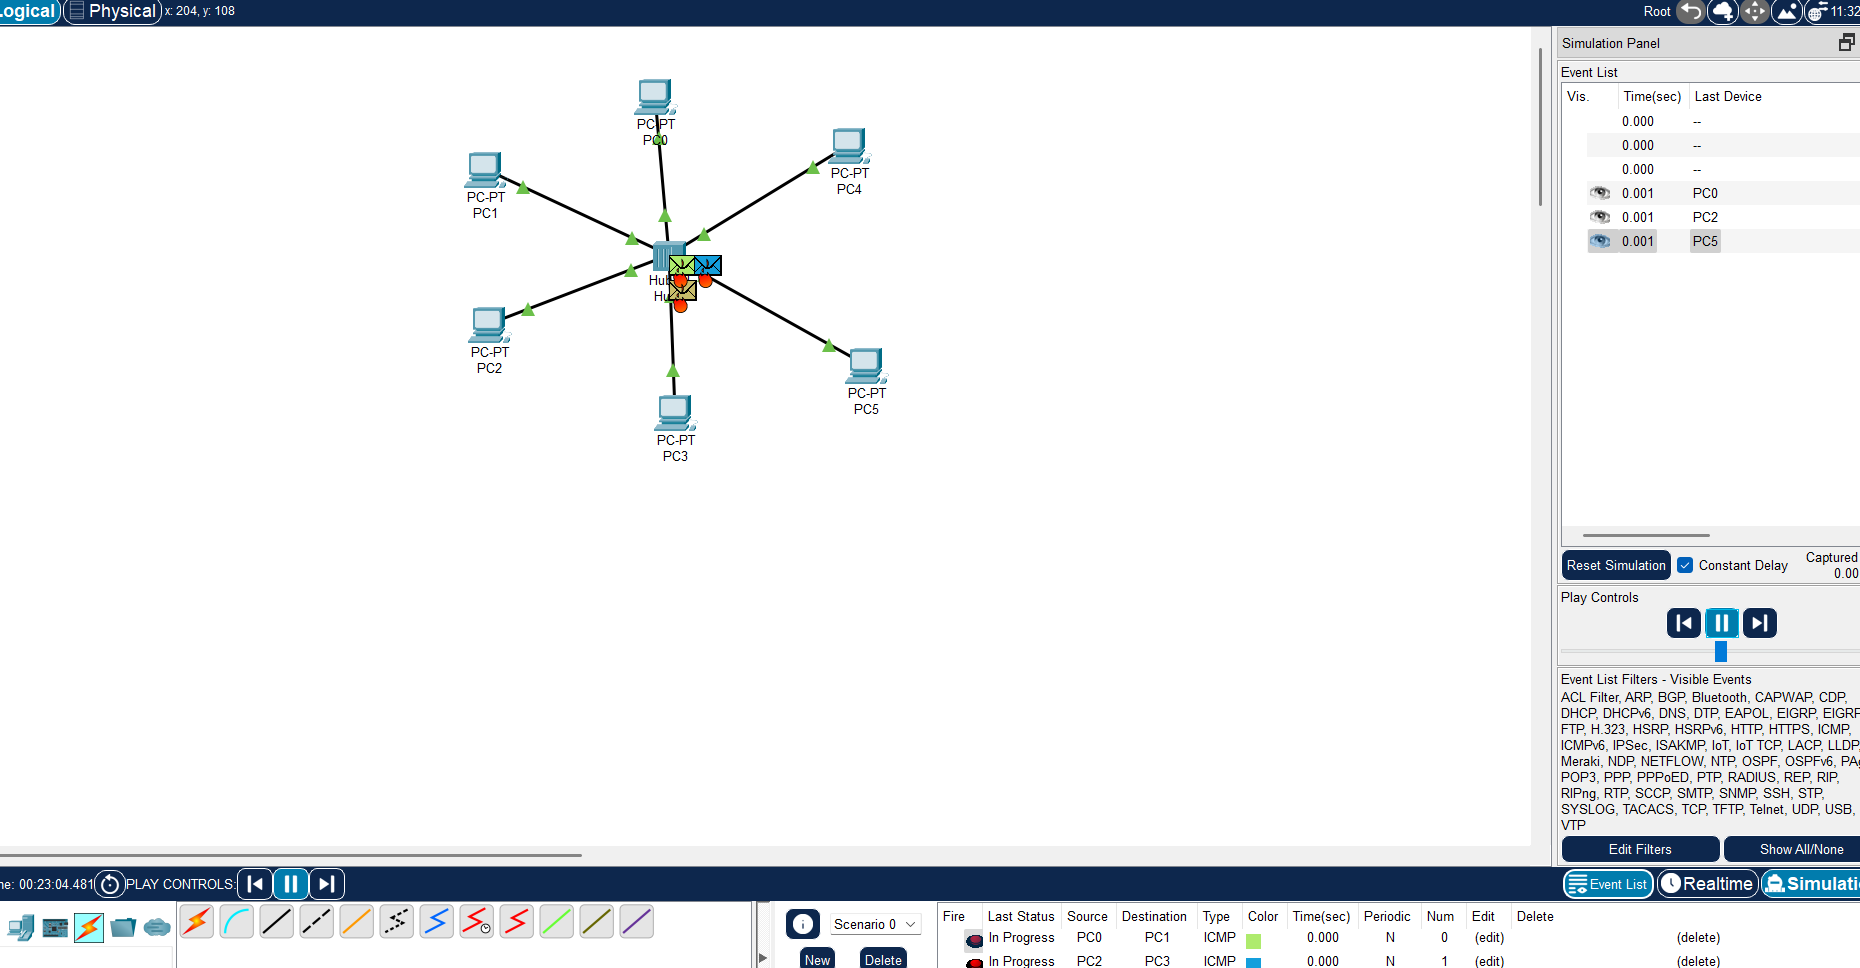 Logical
Physical
x: 204, y: 108
Root
11:32
Simulation Panel
Event List
Vis. Time(sec) Last Device
0.000 --
0.000 --
0.000 --
0.001 PC0
0.001 PC2
0.001 PC5
PC-PT
PC0
PC-PT
PC4
PC-PT
PC1
Hub
Hu
PC-PT
PC2
PC-PT
PC5
PC-PT
PC3
Reset Simulation
Constant Delay
Captured
0.00
Play Controls
Event List Filters - Visible Events
ACL Filter, ARP, BGP, Bluetooth, CAPWAP, CDP,
DHCP, DHCPv6, DNS, DTP, EAPOL, EIGRP, EIGRP
FTP, H.323, HSRP, HSRPv6, HTTP, HTTPS, ICMP,
ICMPv6, IPSec, ISAKMP, IoT, IoT TCP, LACP, LLDP,
Meraki, NDP, NETFLOW, NTP, OSPF, OSPFv6, PAg
POP3, PPP, PPPoED, PTP, RADIUS, REP, RIP,
RIPng, RTP, SCCP, SMTP, SNMP, SSH, STP,
SYSLOG, TACACS, TCP, TFTP, Telnet, UDP, USB,
VTP
Edit Filters
Show All/None
ne: 00:23:04.481
PLAY CONTROLS:
Event List
Realtime
Simulati
Scenario 0
New
Delete
Fire Last Status Source Destination Type Color Time(sec) Periodic Num Edit Delete
In Progress PC0 PC1 ICMP 0.000 N 0 (edit) (delete)
In Progress PC2 PC3 ICMP 0.000 N 1 (edit) (delete)